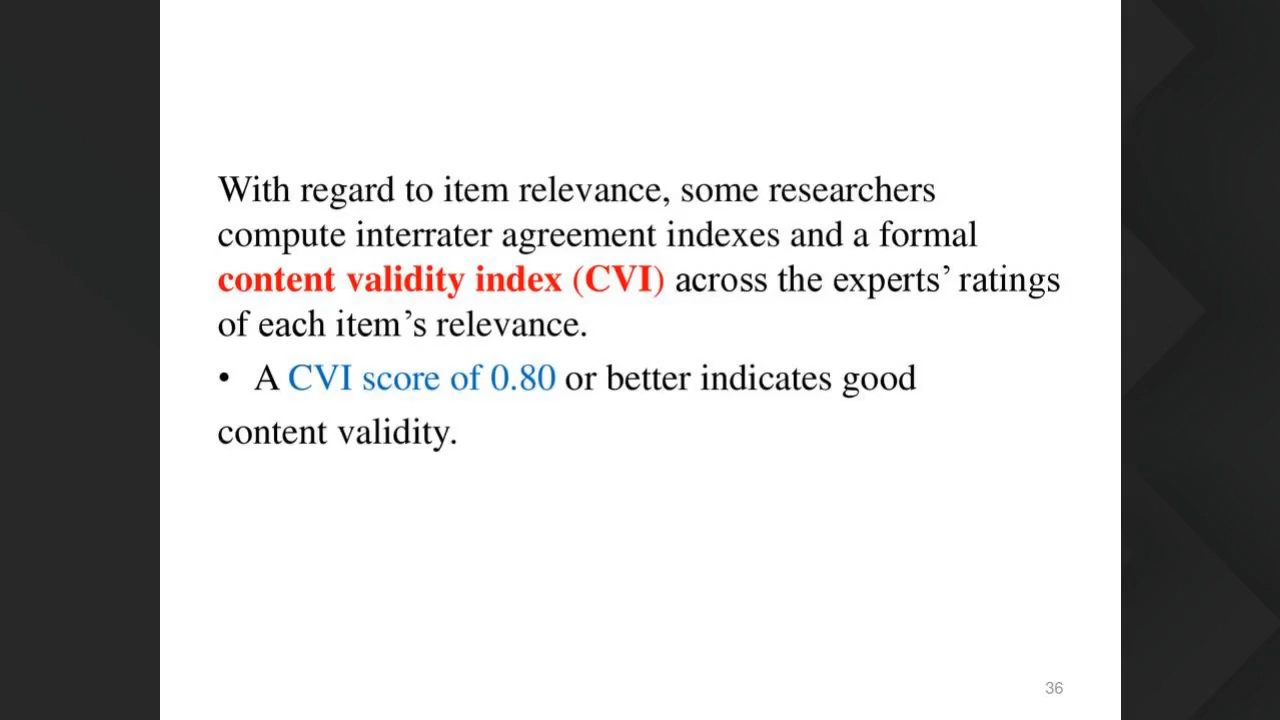 With regard to item relevance, some researchers
compute interrater agreement indexes and a formal
content validity index (CVI) across the experts’ ratings
of each item’s relevance.
• A CVI score of 0.80 or better indicates good
content validity.
36